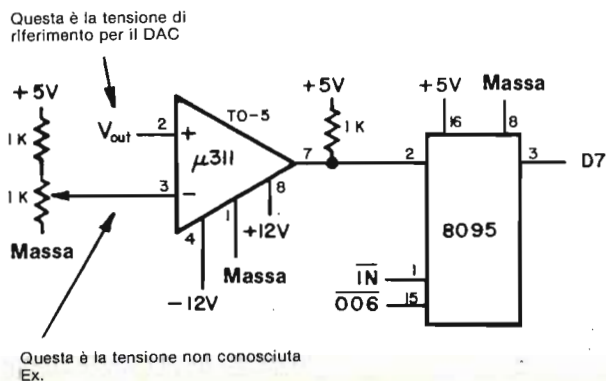 Questa è la tensione di
riferimento per il DAC
+5V
1K
1K
Massa
Vout
2
+
3
−
μ311
TO-5
4
-12V
1
Massa
8
+12V
7
+5V
1K
+5V
Massa
16
8
2
3
D7
8095
IN
1
006
15
Questa è la tensione non conosciuta
Ex.